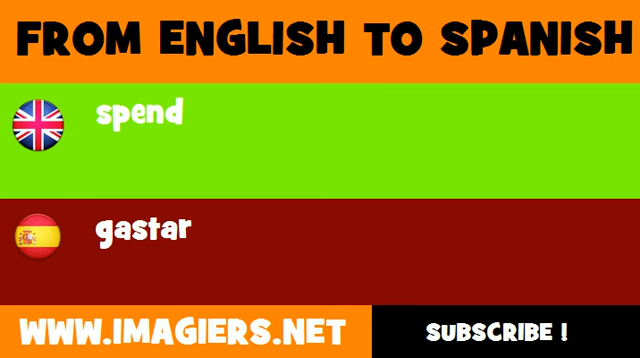 FROM ENGLISH TO SPANISH
spend
gastar
WWW.IMAGIERS.NET
SUBSCRIBE !